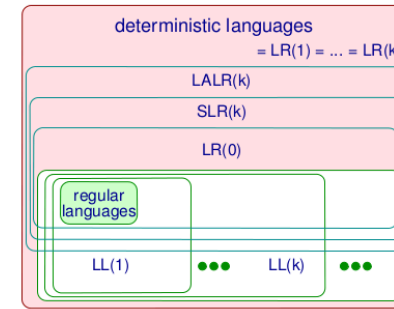 deterministic languages
= LR(1) = ... = LR(k
LALR(k)
SLR(k)
LR(0)
regular
languages
LL(1) ••• LL(k) •••